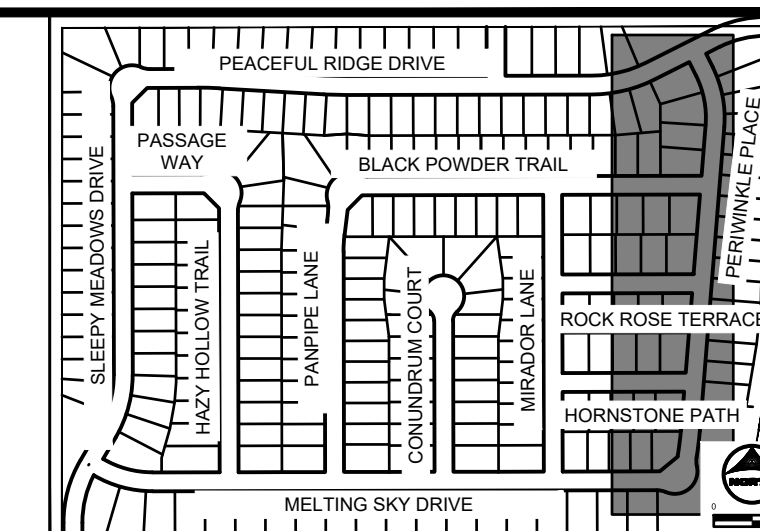 PEACEFUL RIDGE DRIVE
PASSAGE
WAY
BLACK POWDER TRAIL
SLEEPY MEADOWS DRIVE
HAZY HOLLOW TRAIL
PANPIPE LANE
CONUNDRUM COURT
MIRADOR LANE
PERIWINKLE PLACE
ROCK ROSE TERRACE
HORNSTONE PATH
MELTING SKY DRIVE
0